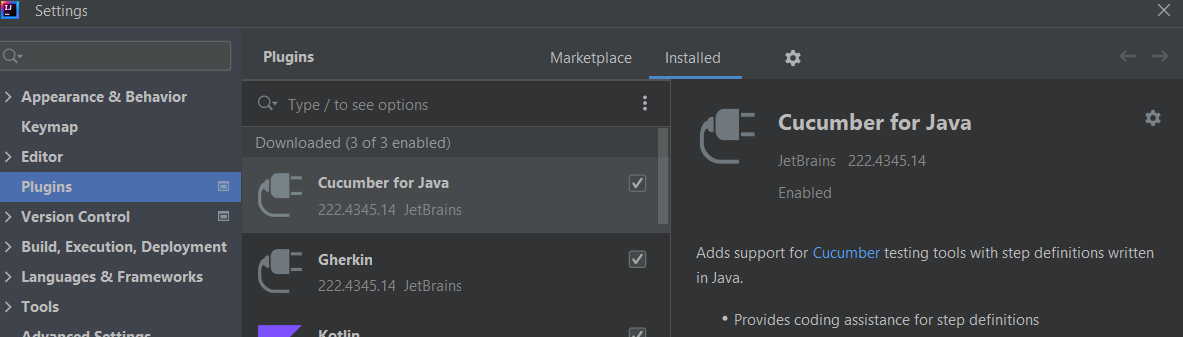 IJ
Settings
Plugins
Marketplace
Installed
Appearance & Behavior
Keymap
Editor
Plugins
Version Control
Build, Execution, Deployment
Languages & Frameworks
Tools
Advanced Settings
Type / to see options
Downloaded (3 of 3 enabled)
Cucumber for Java
222.4345.14 JetBrains
Gherkin
222.4345.14 JetBrains
Kotlin
Cucumber for Java
JetBrains 222.4345.14
Enabled
Adds support for Cucumber testing tools with step definitions written
in Java.
• Provides coding assistance for step definitions